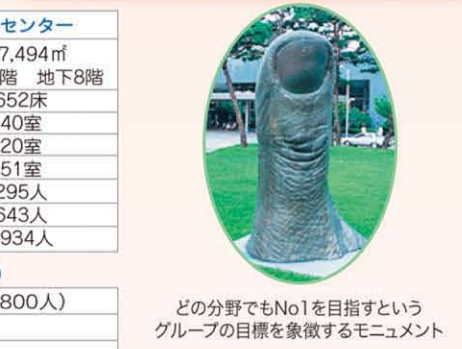 センター
7,494㎡
階 地下8階
652床
40室
20室
51室
295人
643人
934人
800人）
どの分野でもNo1を目指すという
グループの目標を象徴するモニュメント